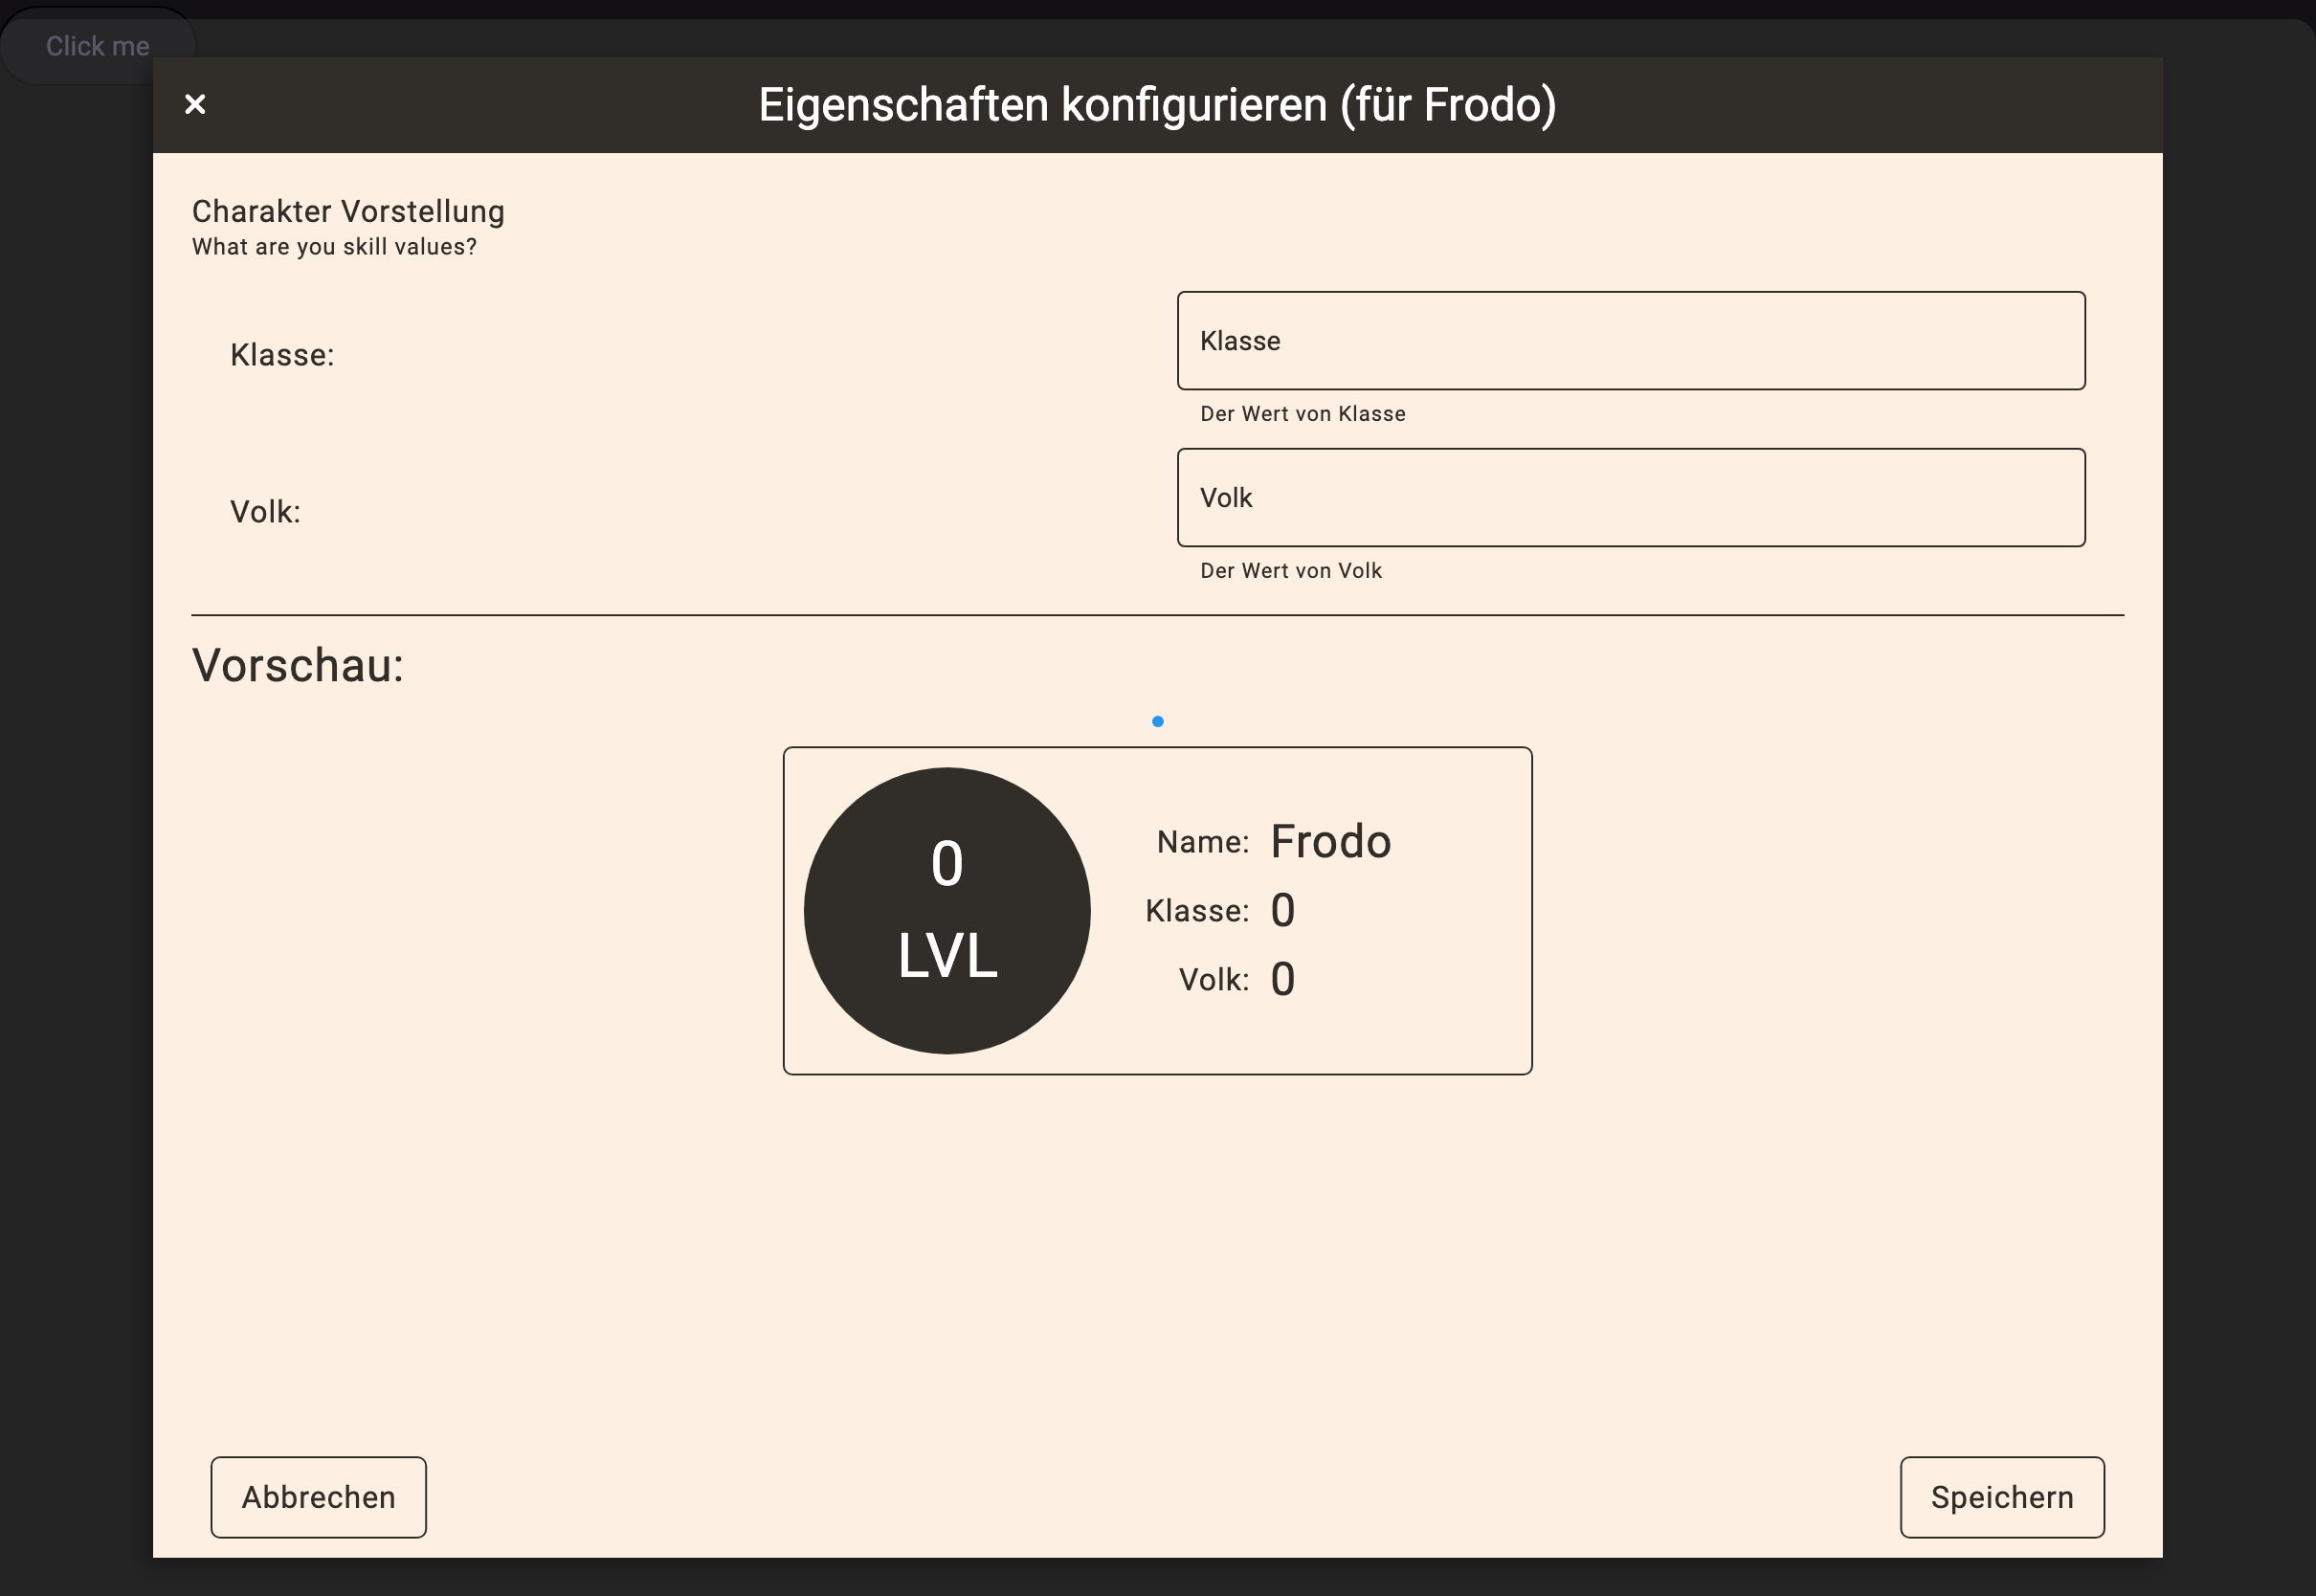 Click me
Eigenschaften konfigurieren (für Frodo)
Charakter Vorstellung
What are you skill values?
Klasse:
Klasse
Der Wert von Klasse
Volk:
Volk
Der Wert von Volk
Vorschau:
0
LVL
Name: Frodo
Klasse: 0
Volk: 0
Abbrechen
Speichern